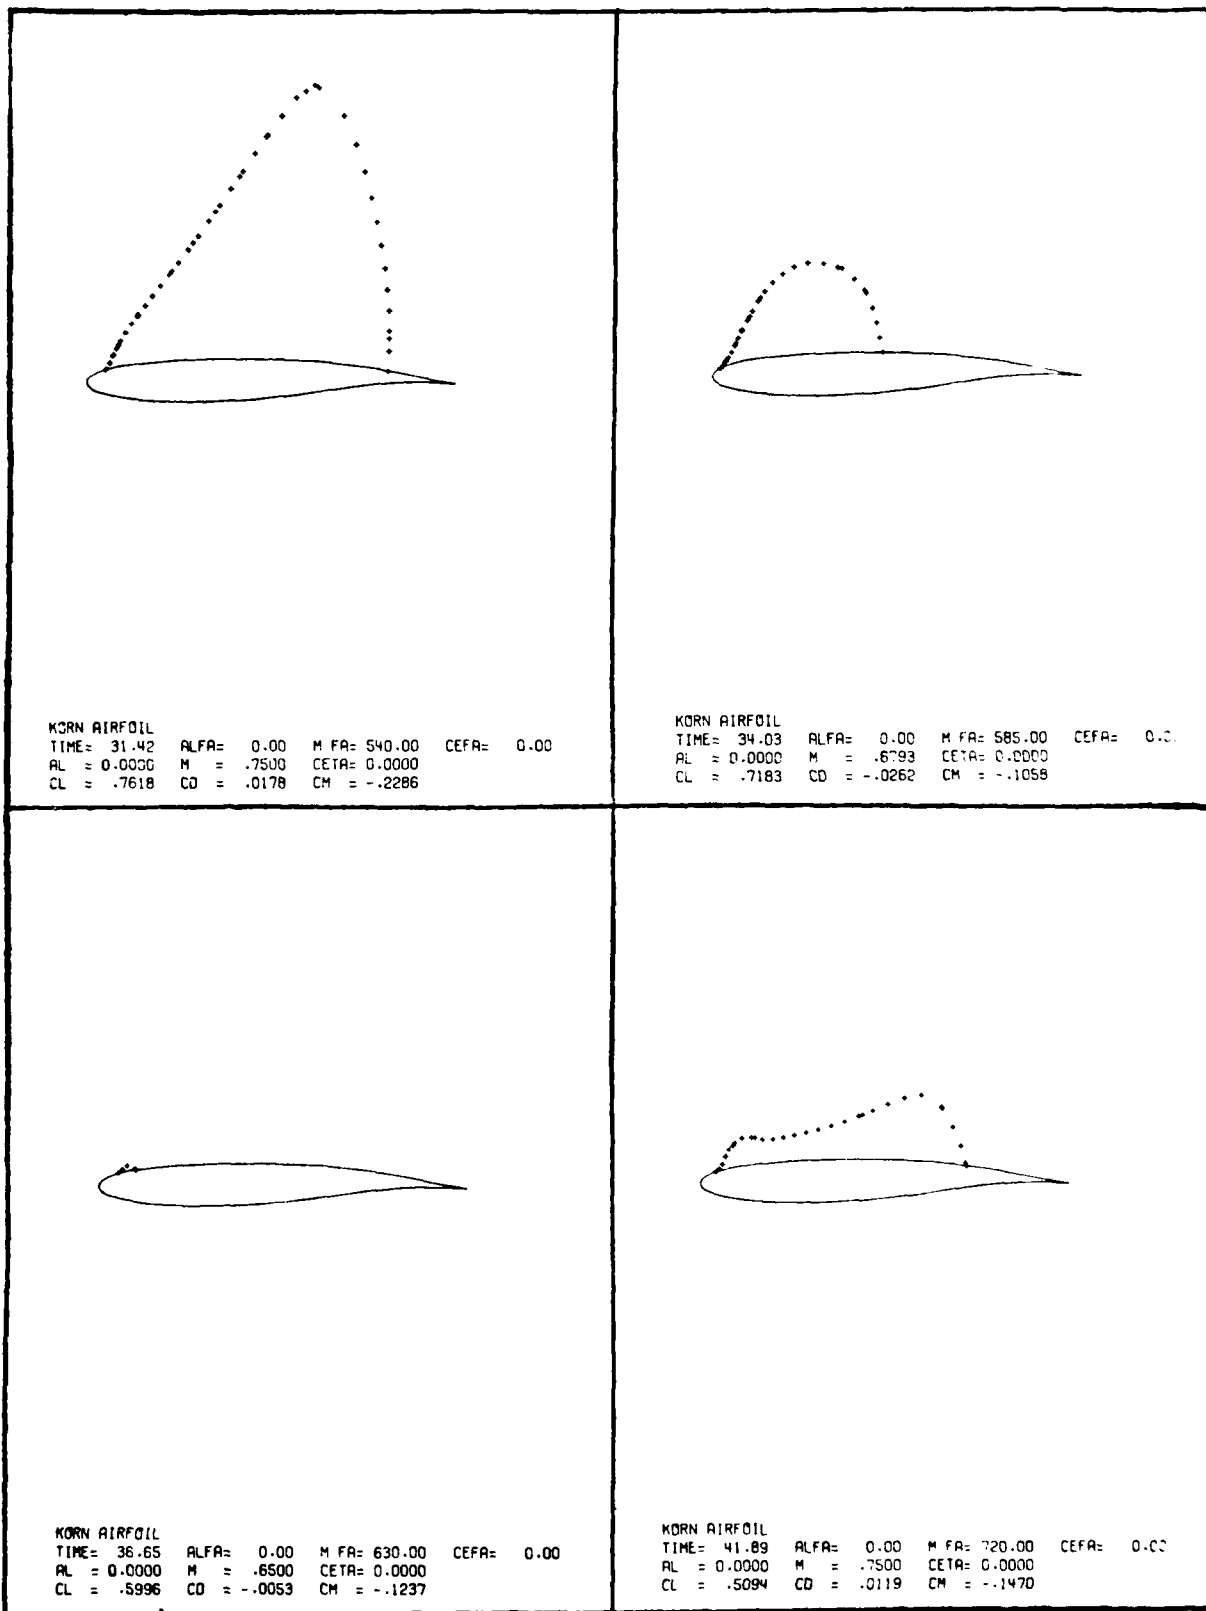 KORN AIRFOIL
TIME= 31.42 ALFA= 0.00 M FA= 540.00 CEFA= 0.00
AL = 0.0000 M = .7500 CETA= 0.0000
CL = .7618 CD = .0178 CM = -.2286
KORN AIRFOIL
TIME= 34.03 ALFA= 0.00 M FA= 585.00 CEFA=
AL = 0.0000 M = CETA= 0.0000
CL = .7183 CD = -.0262 CM = -.1058
KORN AIRFOIL
TIME= 36.65 ALFA= 0.00 M FA= 630.00 CEFA= 0.00
AL = 0.0000 M = .6500 CETA= 0.0000
CL = .5996 CD = -.0053 CM = -.1237
KORN AIRFOIL
TIME= 41.89 ALFA= 0.00 M FA= 720.00 CEFA=
AL = 0.0000 M = .7500 CETA= 0.0000
CL = .5094 CD = .0119 CM = -.1470